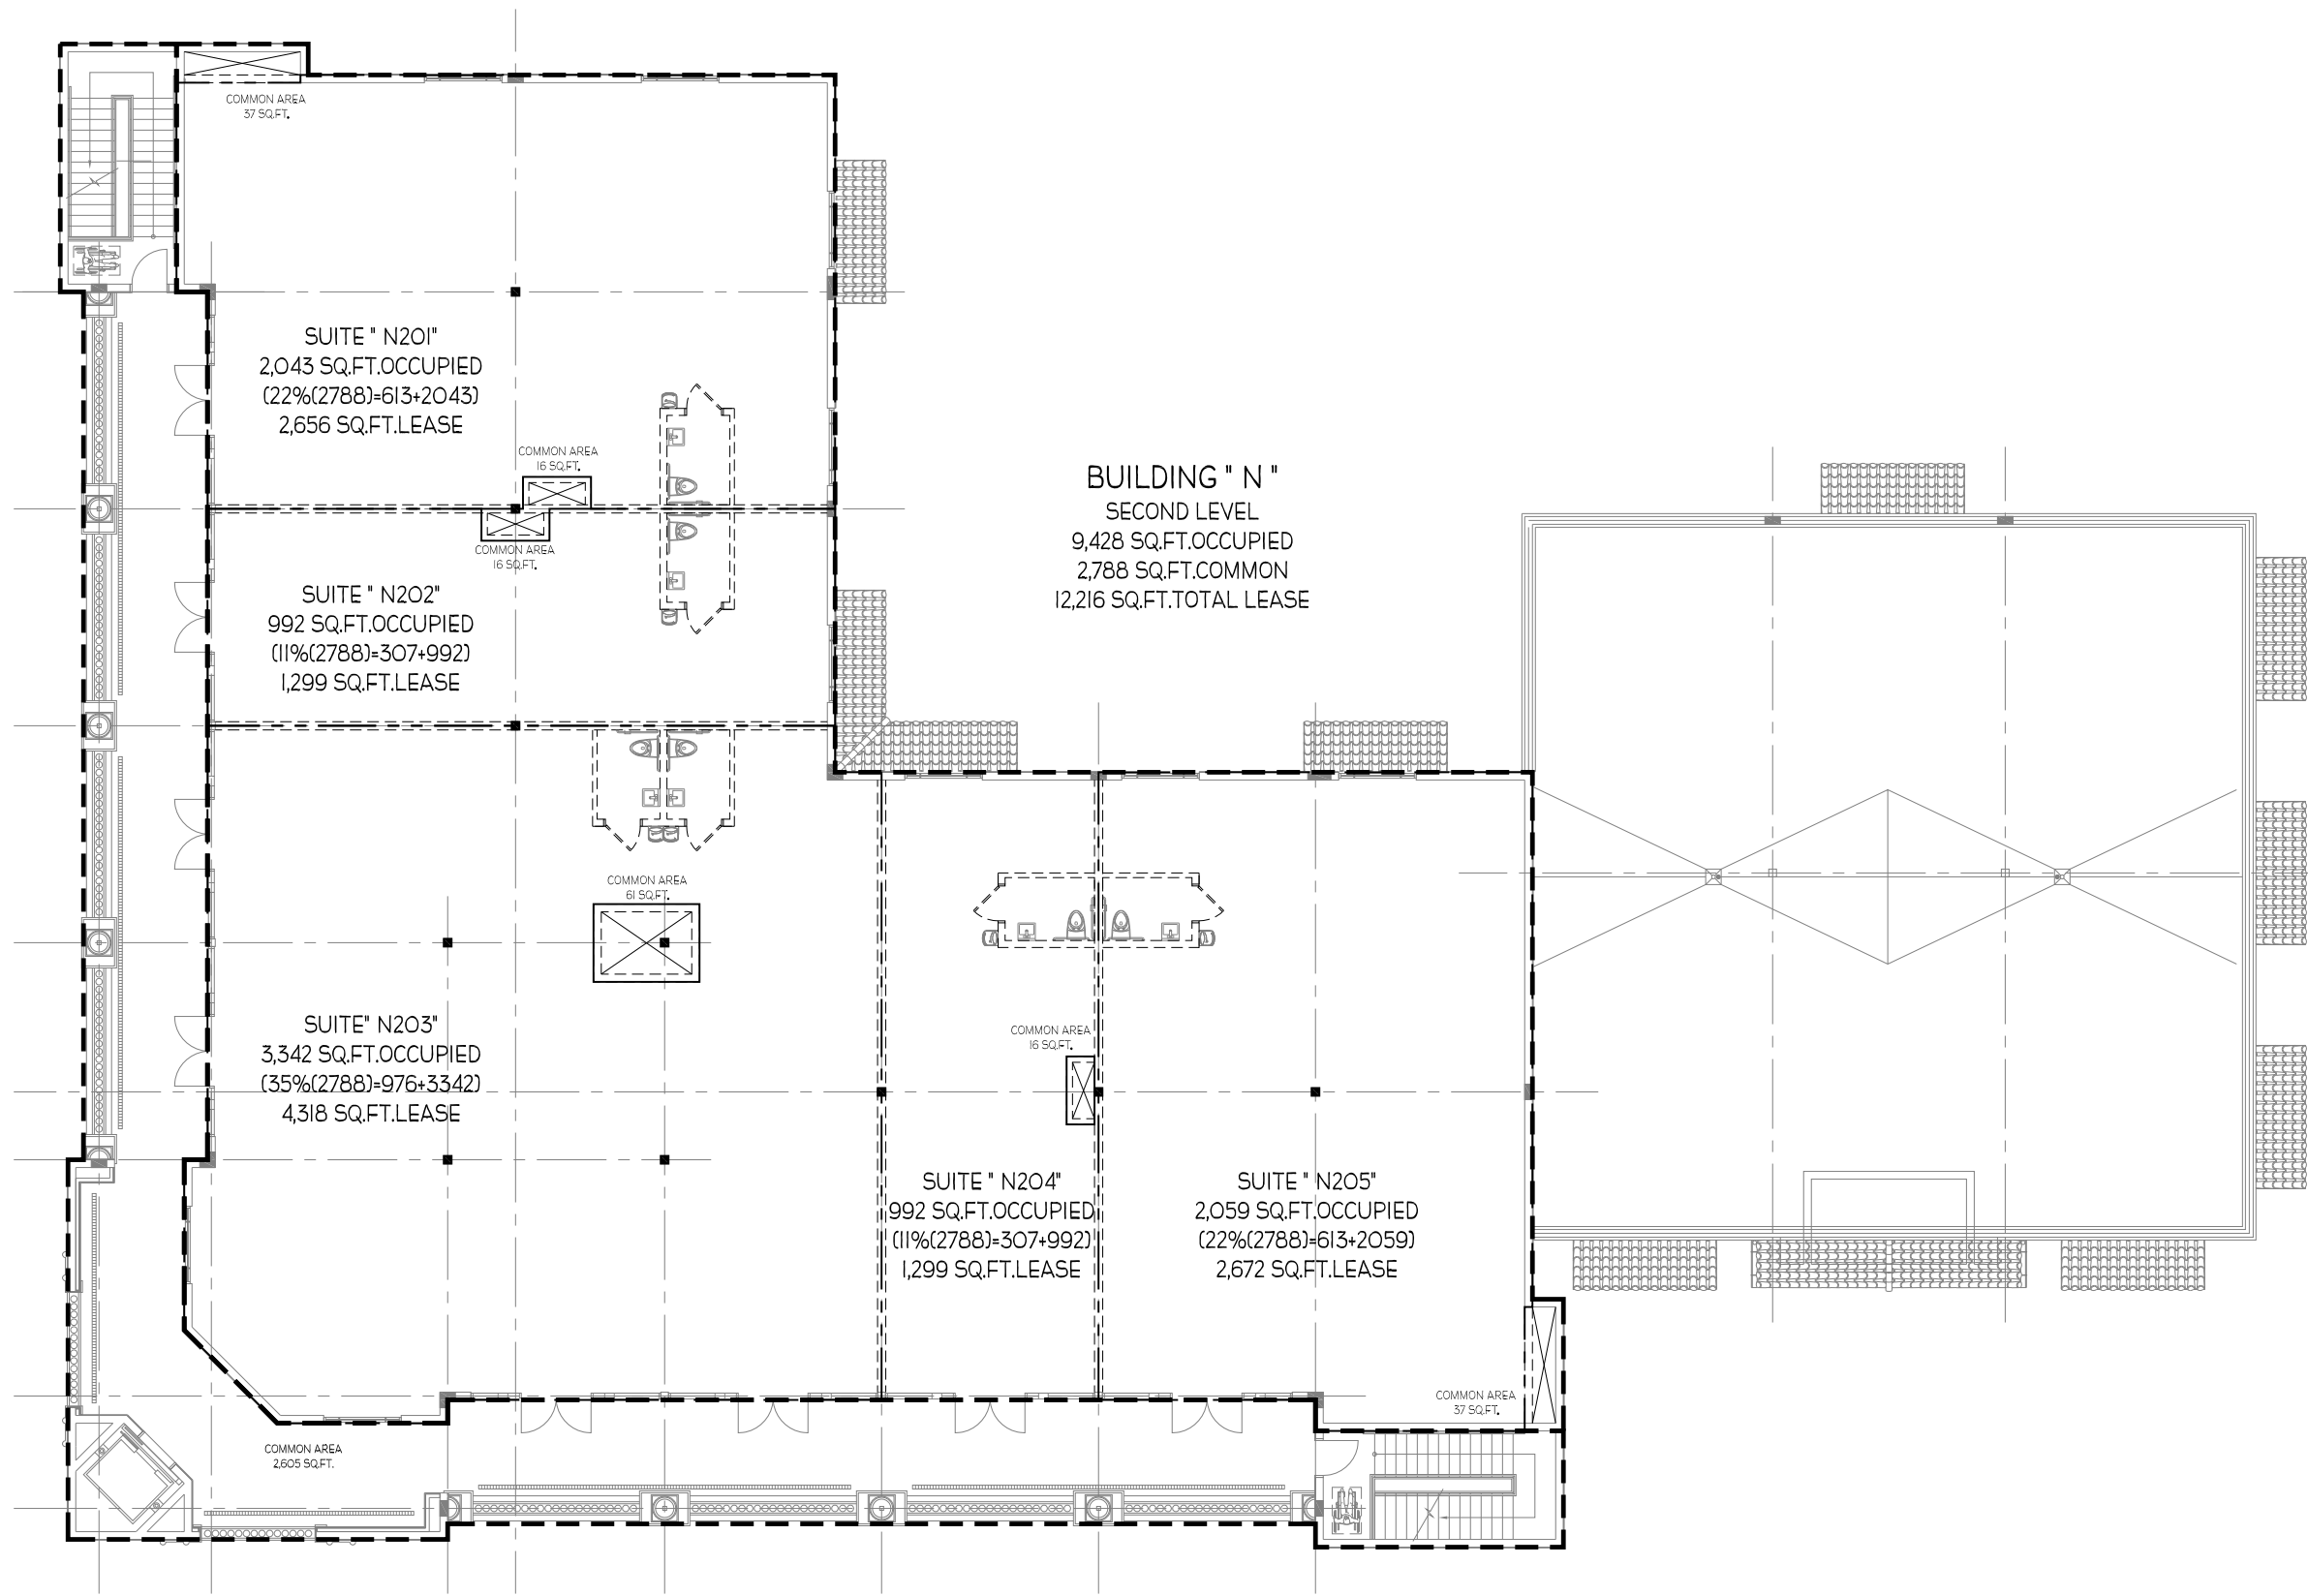 COMMON AREA
37 SQ.FT.
SUITE " N201"
2,043 SQ.FT.OCCUPIED
(22%(2788)=613+2043)
2,656 SQ.FT.LEASE
COMMON AREA
16 SQ.FT.
COMMON AREA
16 SQ.FT.
BUILDING " N "
SECOND LEVEL
9,428 SQ.FT.OCCUPIED
2,788 SQ.FT.COMMON
12,216 SQ.FT.TOTAL LEASE
SUITE " N202"
992 SQ.FT.OCCUPIED
(11%(2788)=307+992)
1,299 SQ.FT.LEASE
COMMON AREA
61 SQ.FT.
SUITE" N203"
3,342 SQ.FT.OCCUPIED
(35%(2788)=976+3342)
4,318 SQ.FT.LEASE
COMMON AREA
16 SQ.FT.
SUITE " N204"
992 SQ.FT.OCCUPIED
(11%(2788)=307+992)
1,299 SQ.FT.LEASE
SUITE " N205"
2,059 SQ.FT.OCCUPIED
(22%(2788)=613+2059)
2,672 SQ.FT.LEASE
COMMON AREA
37 SQ.FT.
COMMON AREA
2,605 SQ.FT.